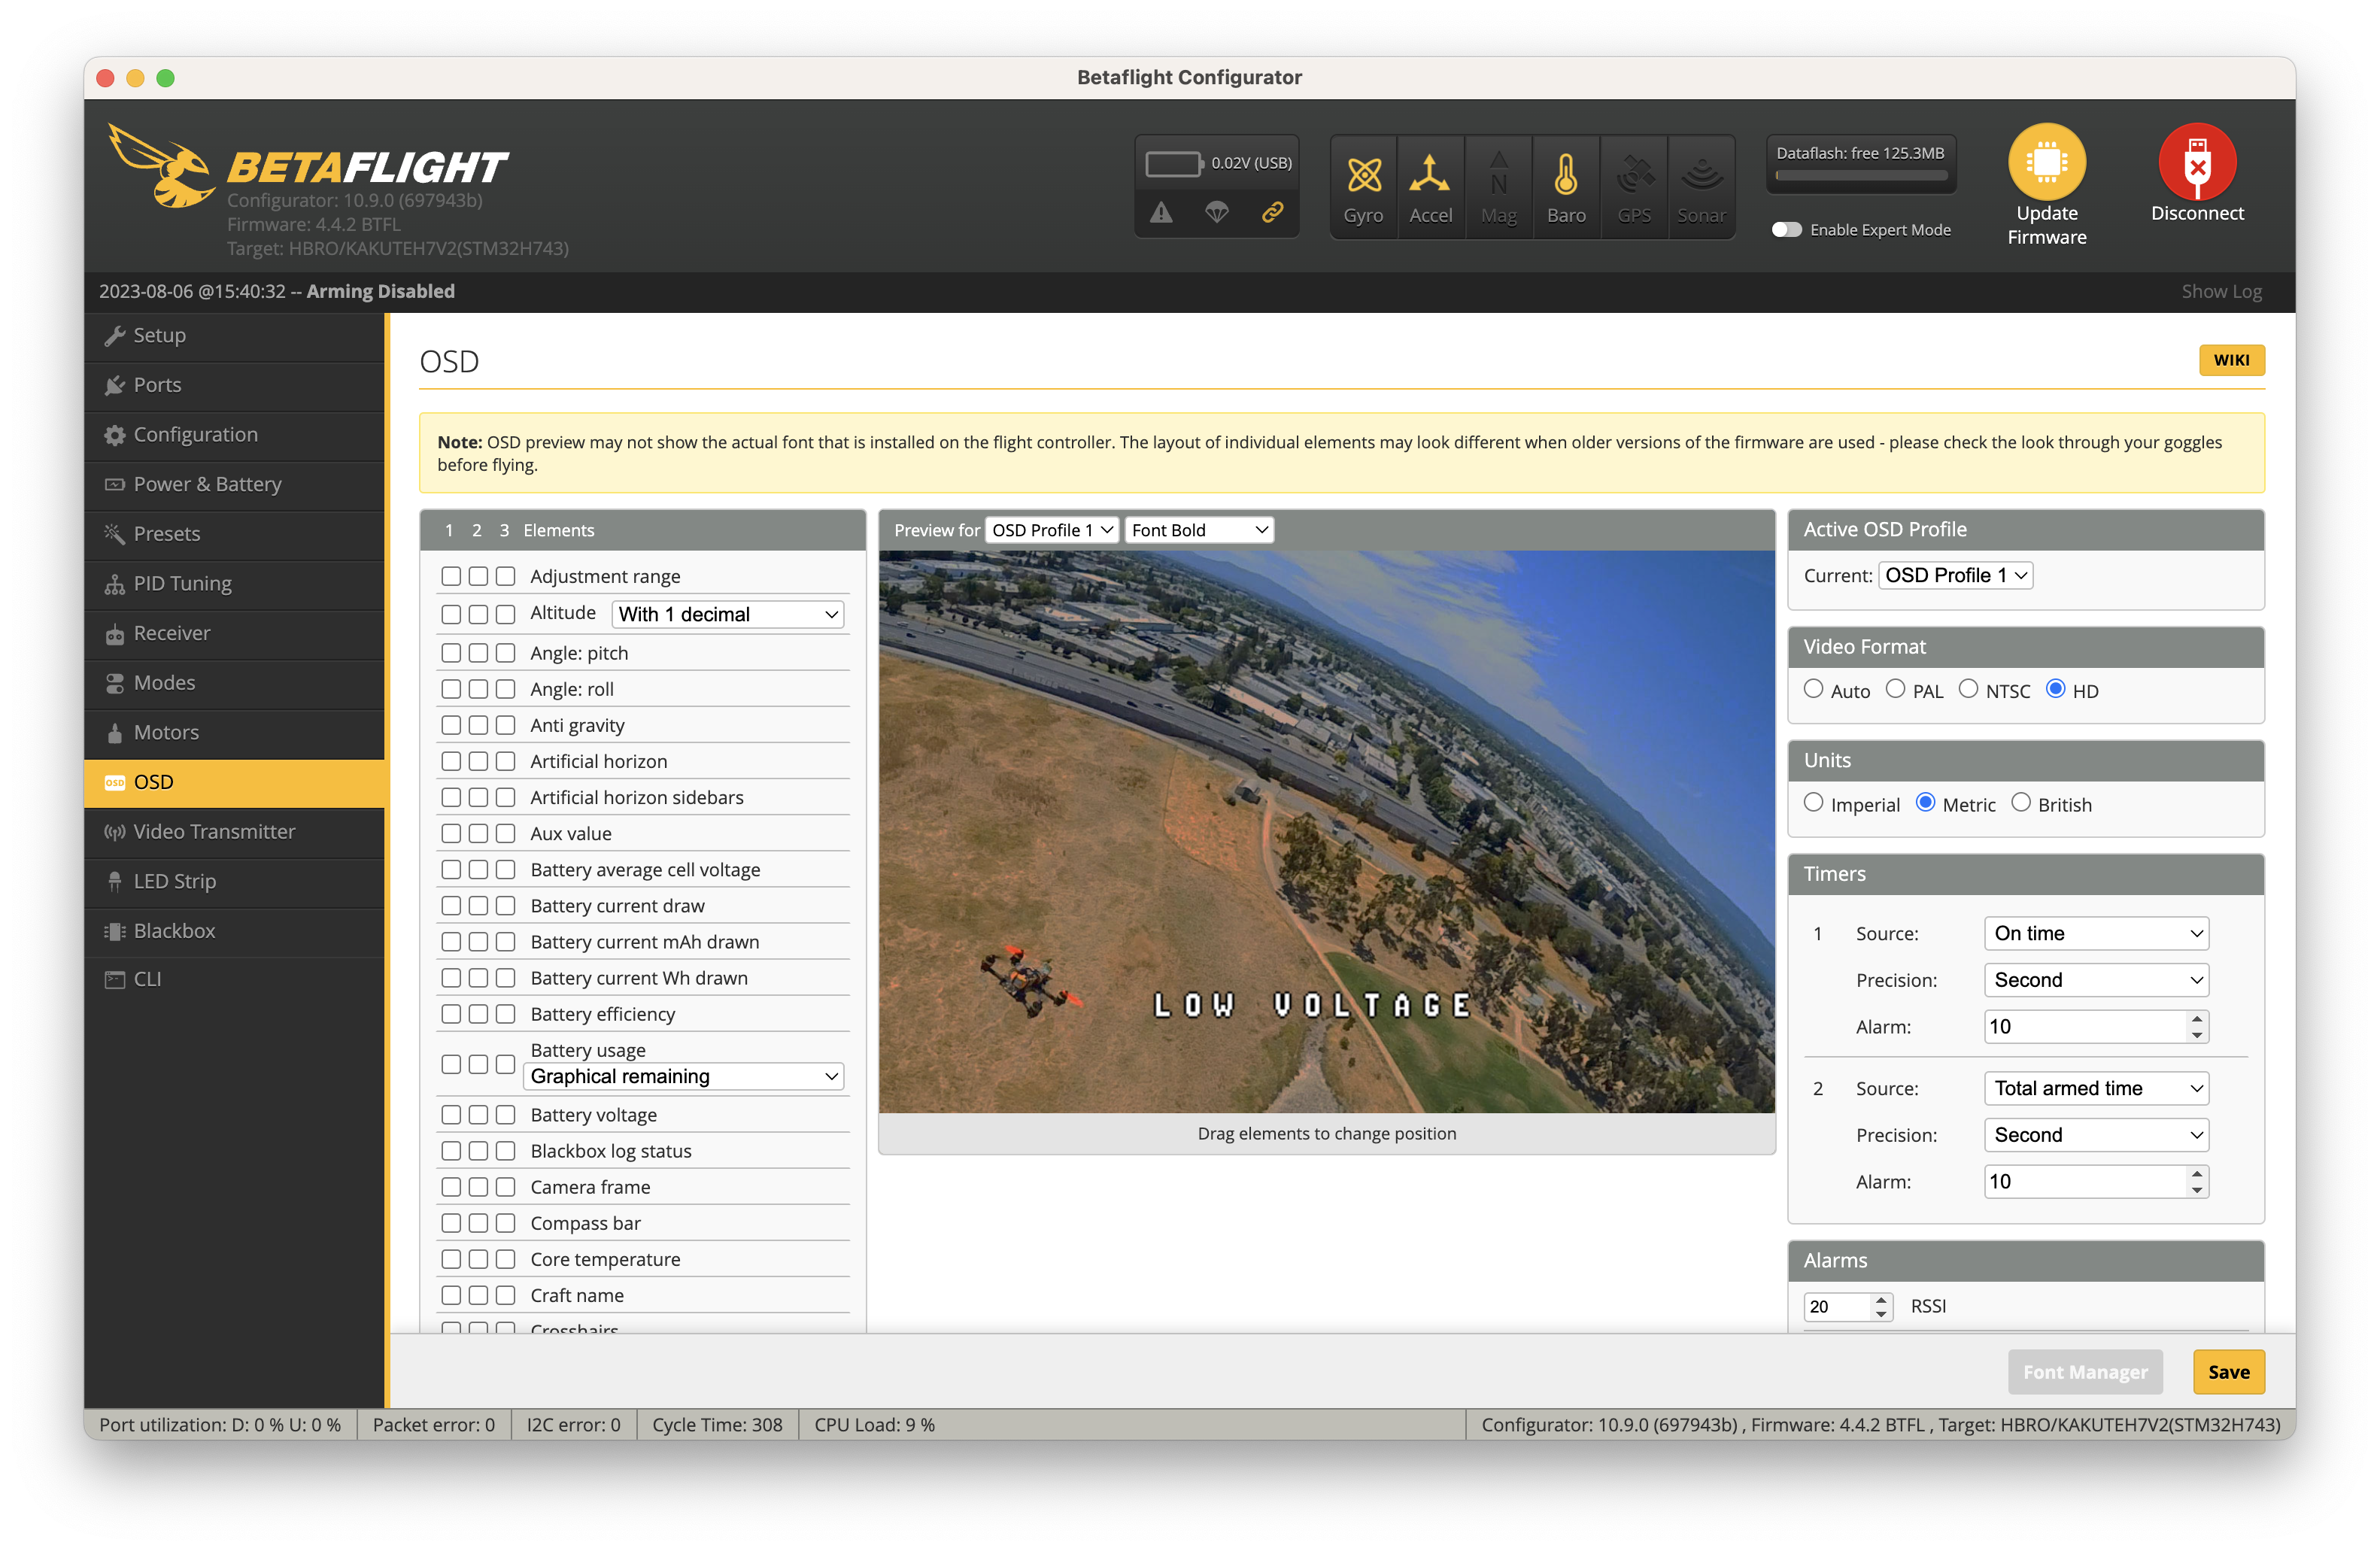 Betaflight Configurator
BETAFLIGHT
Configurator: 10.9.0 (697943b)
Firmware: 4.4.2 BTFL
Target: HBRO/KAKUTEH7V2(STM32H743)
0.02V (USB)
Gyro
Accel
N
Mag
Baro
GPS
Sonar
Dataflash: free 125.3MB
Enable Expert Mode
Update
Firmware
Disconnect
2023-08-06 @15:40:32 -- Arming Disabled
Show Log
Setup
Ports
Configuration
Power & Battery
Presets
PID Tuning
Receiver
Modes
Motors
OSD OSD
Video Transmitter
LED Strip
Blackbox
CLI
OSD
WIKI
Note: OSD preview may not show the actual font that is installed on the flight controller. The layout of individual elements may look different when older versions of the firmware are used - please check the look through your goggles
before flying.
1 2 3 Elements
Adjustment range
Altitude With 1 decimal
Angle: pitch
Angle: roll
Anti gravity
Artificial horizon
Artificial horizon sidebars
Aux value
Battery average cell voltage
Battery current draw
Battery current mAh drawn
Battery current Wh drawn
Battery efficiency
Battery usage
Graphical remaining
Battery voltage
Blackbox log status
Camera frame
Compass bar
Core temperature
Craft name
Crosshairs
Preview for OSD Profile 1 Font Bold
LOW VOLTAGE
Drag elements to change position
Active OSD Profile
Current: OSD Profile 1
Video Format
Auto PAL NTSC HD
Units
Imperial Metric British
Timers
1 Source: On time
Precision: Second
Alarm: 10
2 Source: Total armed time
Precision: Second
Alarm: 10
Alarms
20 RSSI
Font Manager
Save
Port utilization: D: 0 % U: 0 %
Packet error: 0
I2C error: 0
Cycle Time: 308
CPU Load: 9 %
Configurator: 10.9.0 (697943b) , Firmware: 4.4.2 BTFL , Target: HBRO/KAKUTEH7V2(STM32H743)